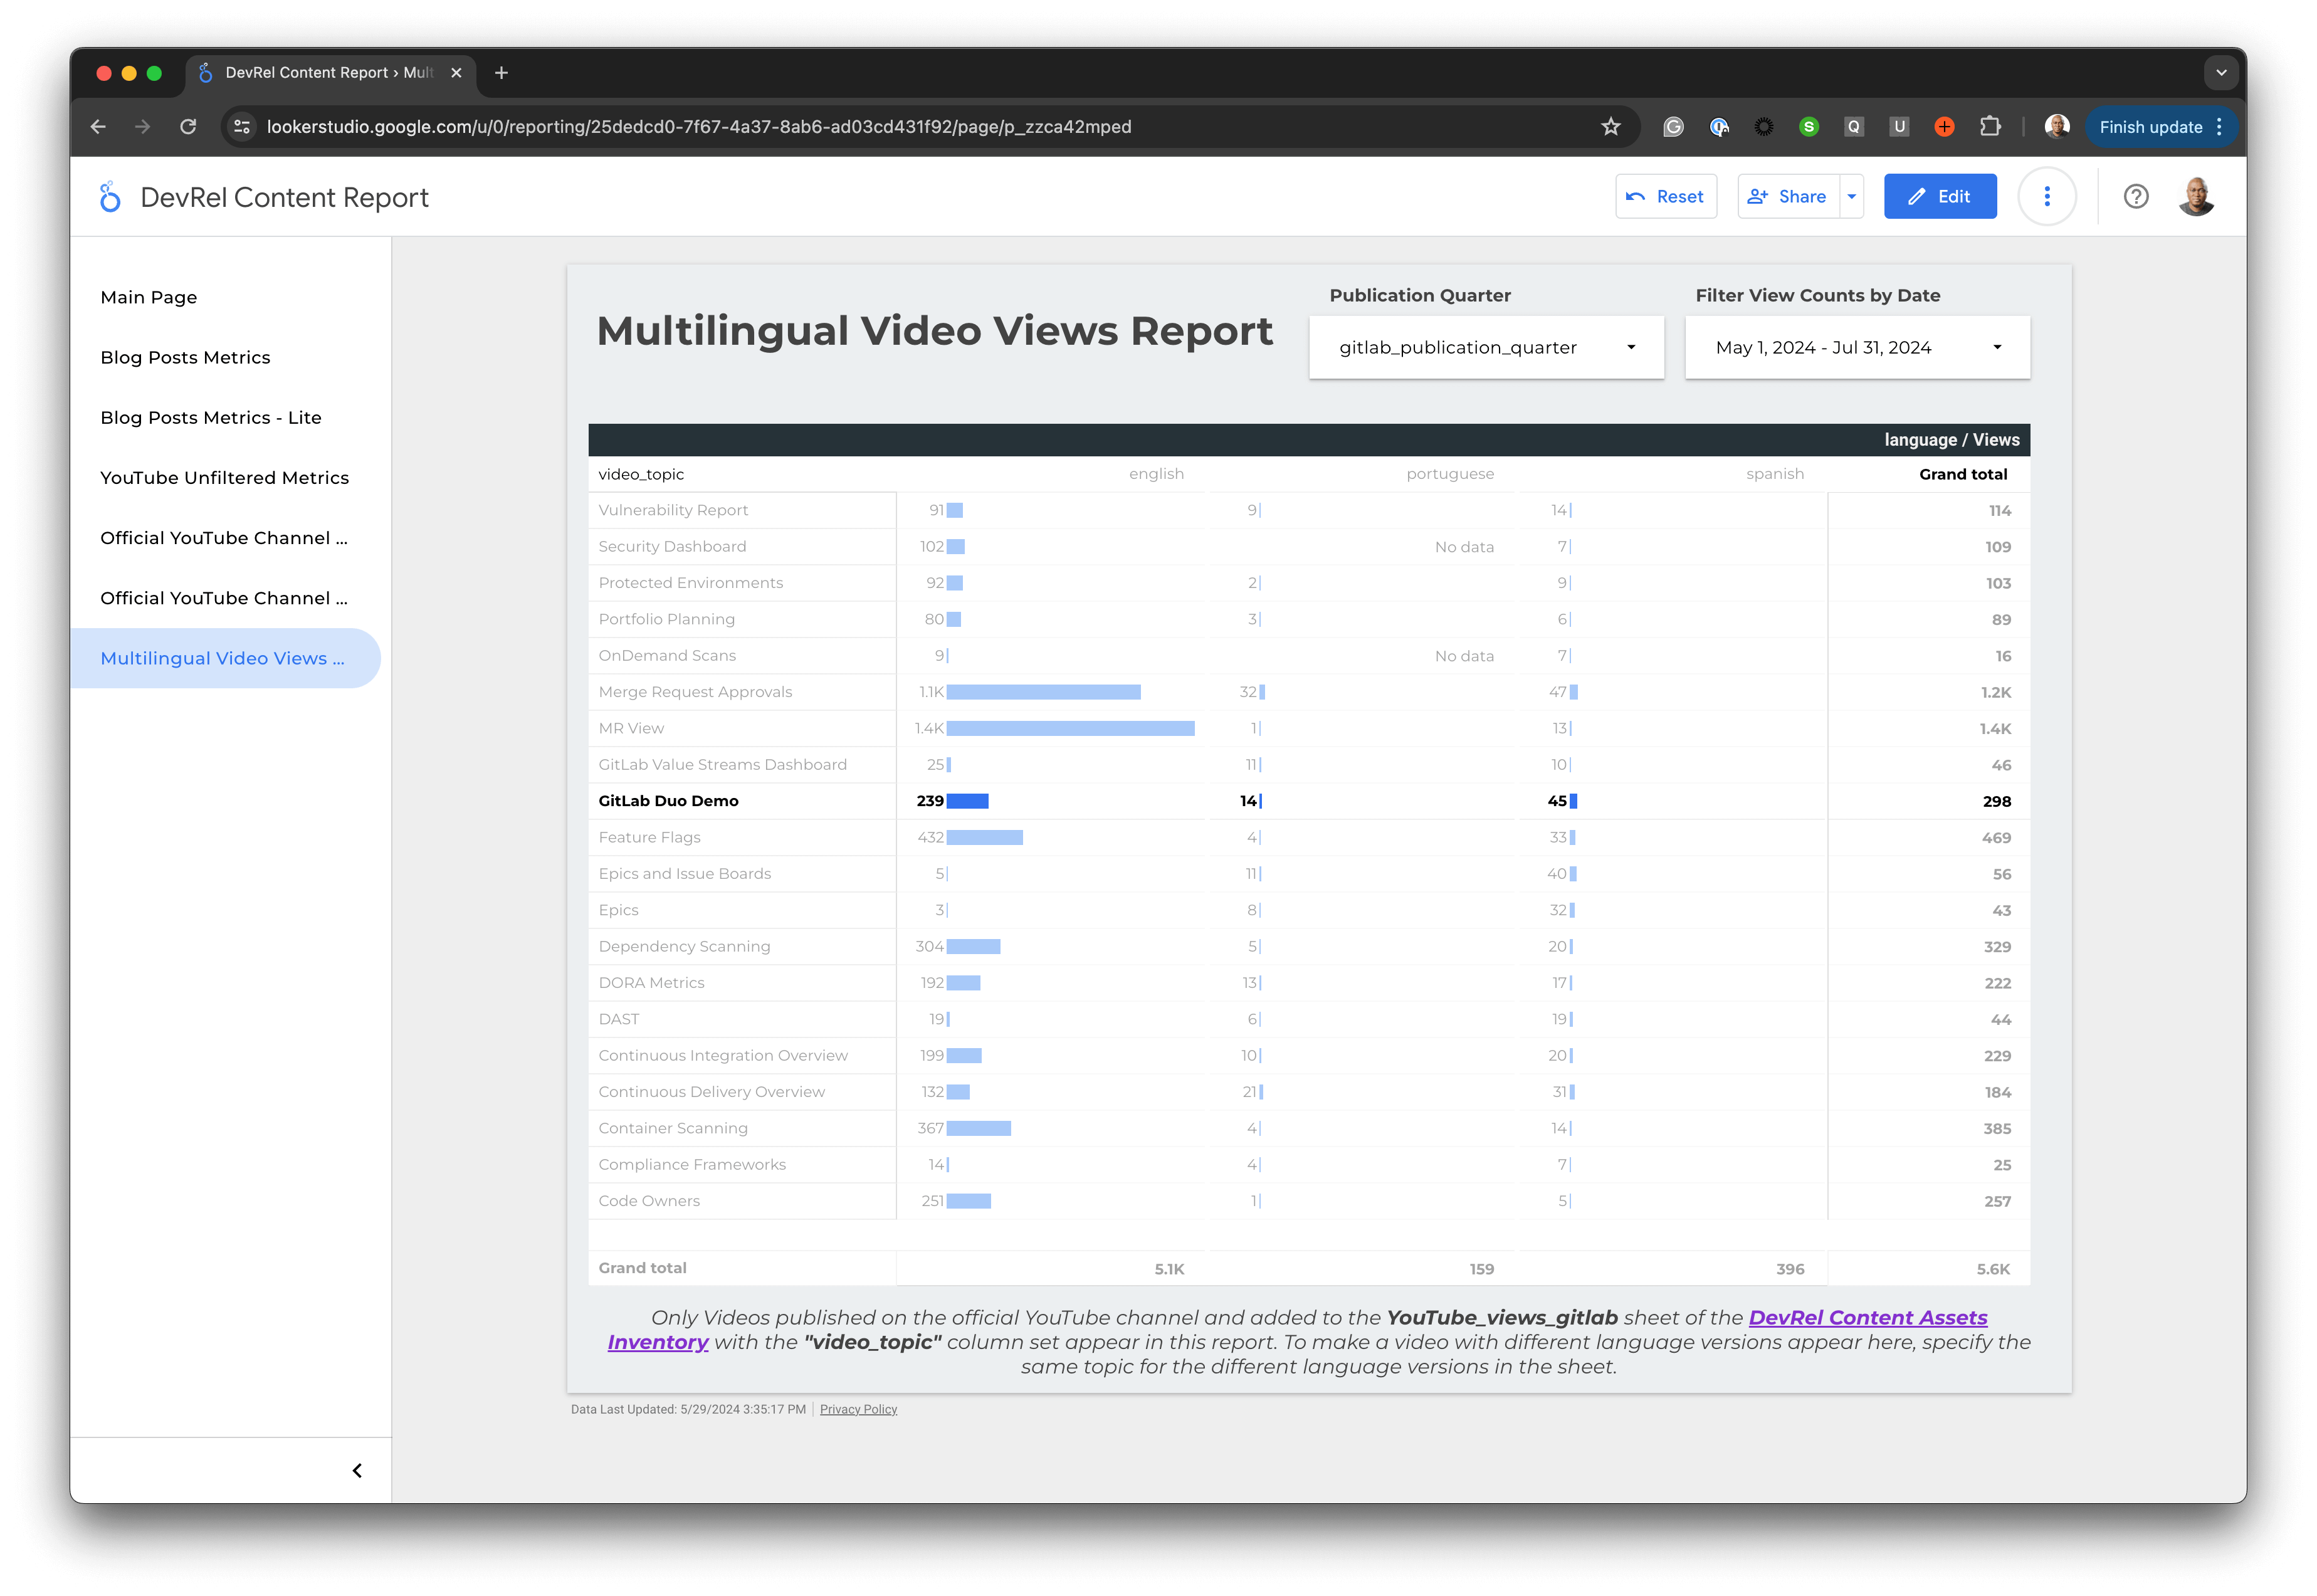 DevRel Content Report › Mult
lookerstudio.google.com/u/0/reporting/25dedcd0-7f67-4a37-8ab6-ad03cd431f92/page/p_zzca42mped
Finish update
DevRel Content Report
Reset
Share
Edit
Main Page
Blog Posts Metrics
Blog Posts Metrics - Lite
YouTube Unfiltered Metrics
Official YouTube Channel ...
Official YouTube Channel ...
Multilingual Video Views ...
Multilingual Video Views Report
Publication Quarter
gitlab_publication_quarter
Filter View Counts by Date
May 1, 2024 - Jul 31, 2024
language / Views
video_topic english portuguese spanish Grand total
Vulnerability Report 91 9 14 114
Security Dashboard 102 No data 7 109
Protected Environments 92 2 9 103
Portfolio Planning 80 3 6 89
OnDemand Scans 9 No data 7 16
Merge Request Approvals 1.1K 32 47 1.2K
MR View 1.4K 1 13 1.4K
GitLab Value Streams Dashboard 25 11 10 46
GitLab Duo Demo 239 14 45 298
Feature Flags 432 4 33 469
Epics and Issue Boards 5 11 40 56
Epics 3 8 32 43
Dependency Scanning 304 5 20 329
DORA Metrics 192 13 17 222
DAST 19 6 19 44
Continuous Integration Overview 199 10 20 229
Continuous Delivery Overview 132 21 31 184
Container Scanning 367 4 14 385
Compliance Frameworks 14 4 7 25
Code Owners 251 1 5 257
Grand total 5.1K 159 396 5.6K
Only Videos published on the official YouTube channel and added to the YouTube_views_gitlab sheet of the DevRel Content Assets
Inventory with the "video_topic" column set appear in this report. To make a video with different language versions appear here, specify the
same topic for the different language versions in the sheet.
Data Last Updated: 5/29/2024 3:35:17 PM
Privacy Policy